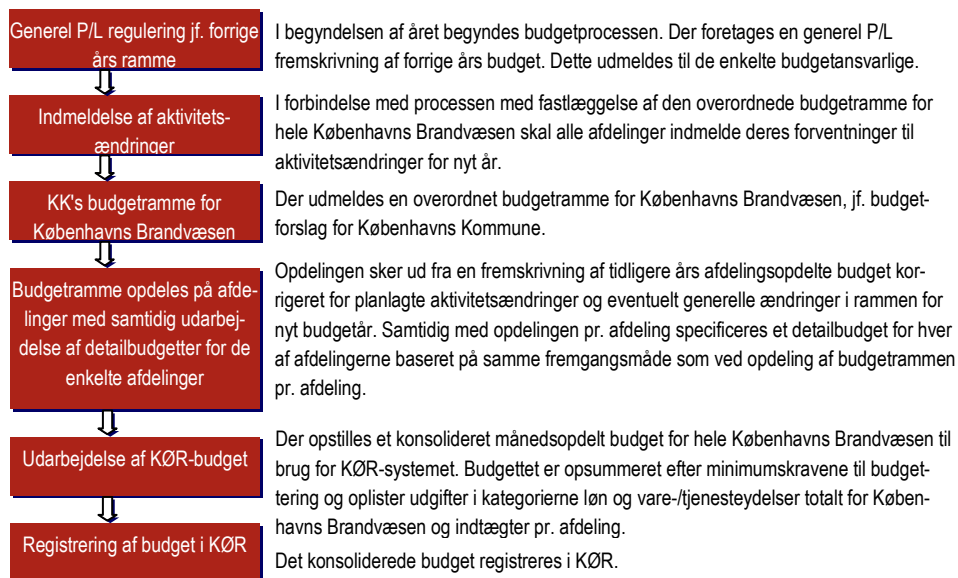 Generel P/L regulering jf. forrige
års ramme
I begyndelsen af året begyndes budgetprocessen. Der foretages en generel P/L
fremskrivning af forrige års budget. Dette udmeldes til de enkelte budgetansvarlige.
Indmeldelse af aktivitets-
ændringer
I forbindelse med processen med fastlæggelse af den overordnede budgetramme for
hele Københavns Brandvæsen skal alle afdelinger indmelde deres forventninger til
aktivitetsændringer for nyt år.
KK's budgetramme for
Københavns Brandvæsen
Der udmeldes en overordnet budgetramme for Københavns Brandvæsen, jf. budget-
forslag for Københavns Kommune.
Budgetramme opdeles på afde-
linger med samtidig udarbej-
delse af detailbudgetter for de
enkelte afdelinger
Opdelingen sker ud fra en fremskrivning af tidligere års afdelingsopdelte budget kor-
rigeret for planlagte aktivitetsændringer og eventuelt generelle ændringer i rammen for
nyt budgetår. Samtidig med opdelingen pr. afdeling specificeres et detailbudget for hver
af afdelingerne baseret på samme fremgangsmåde som ved opdeling af budgetrammen
pr. afdeling.
Udarbejdelse af KØR-budget
Der opstilles et konsolideret månedsopdelt budget for hele Københavns Brandvæsen til
brug for KØR-systemet. Budgettet er opsummeret efter minimumskravene til budget-
tering og oplister udgifter i kategorierne løn og vare-/tjenesteydelser totalt for Køben-
havns Brandvæsen og indtægter pr. afdeling.
Registrering af budget i KØR
Det konsoliderede budget registreres i KØR.